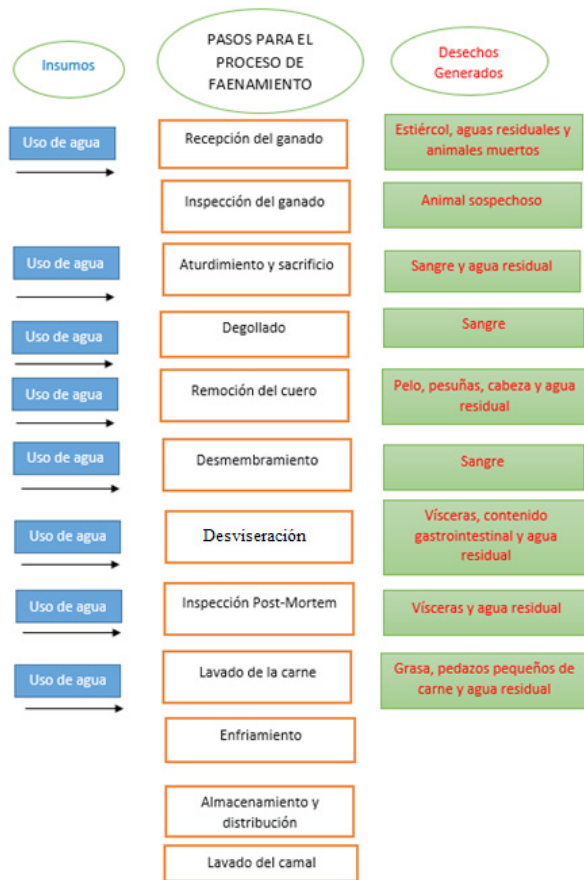 Insumos
PASOS PARA EL
PROCESO DE
FAENAMIENTO
Desechos
Generados
Uso de agua
Recepción del ganado
Estiércol, aguas residuales y
animales muertos
Inspección del ganado
Animal sospechoso
Uso de agua
Aturdimiento y sacrificio
Sangre y agua residual
Uso de agua
Degollado
Sangre
Uso de agua
Remoción del cuero
Pelo, pesuñas, cabeza y agua
residual
Uso de agua
Desmembramiento
Sangre
Uso de agua
Desviseración
Vísceras, contenido
gastrointestinal y agua
residual
Uso de agua
Inspección Post-Mortem
Vísceras y agua residual
Uso de agua
Lavado de la carne
Grasa, pedazos pequeños de
carne y agua residual
Enfriamiento
Almacenamiento y
distribución
Lavado del camal